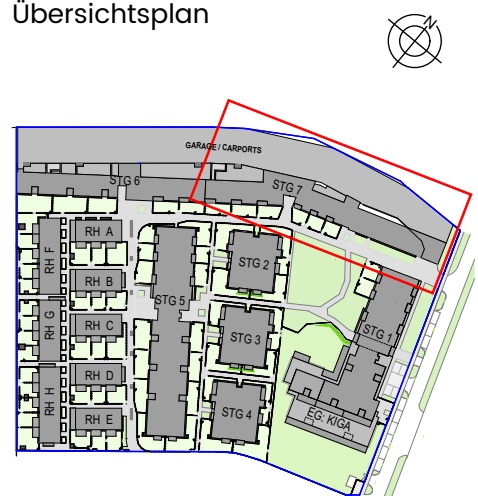 Übersichtsplan
N
GARAGE / CARPORTS
STG 6
STG 7
RH A
RH F
STG 2
RH B
STG 5
RH G
RH C
STG 3
STG 1
RH D
RH H
STG 4
RH E
EG: KIGA